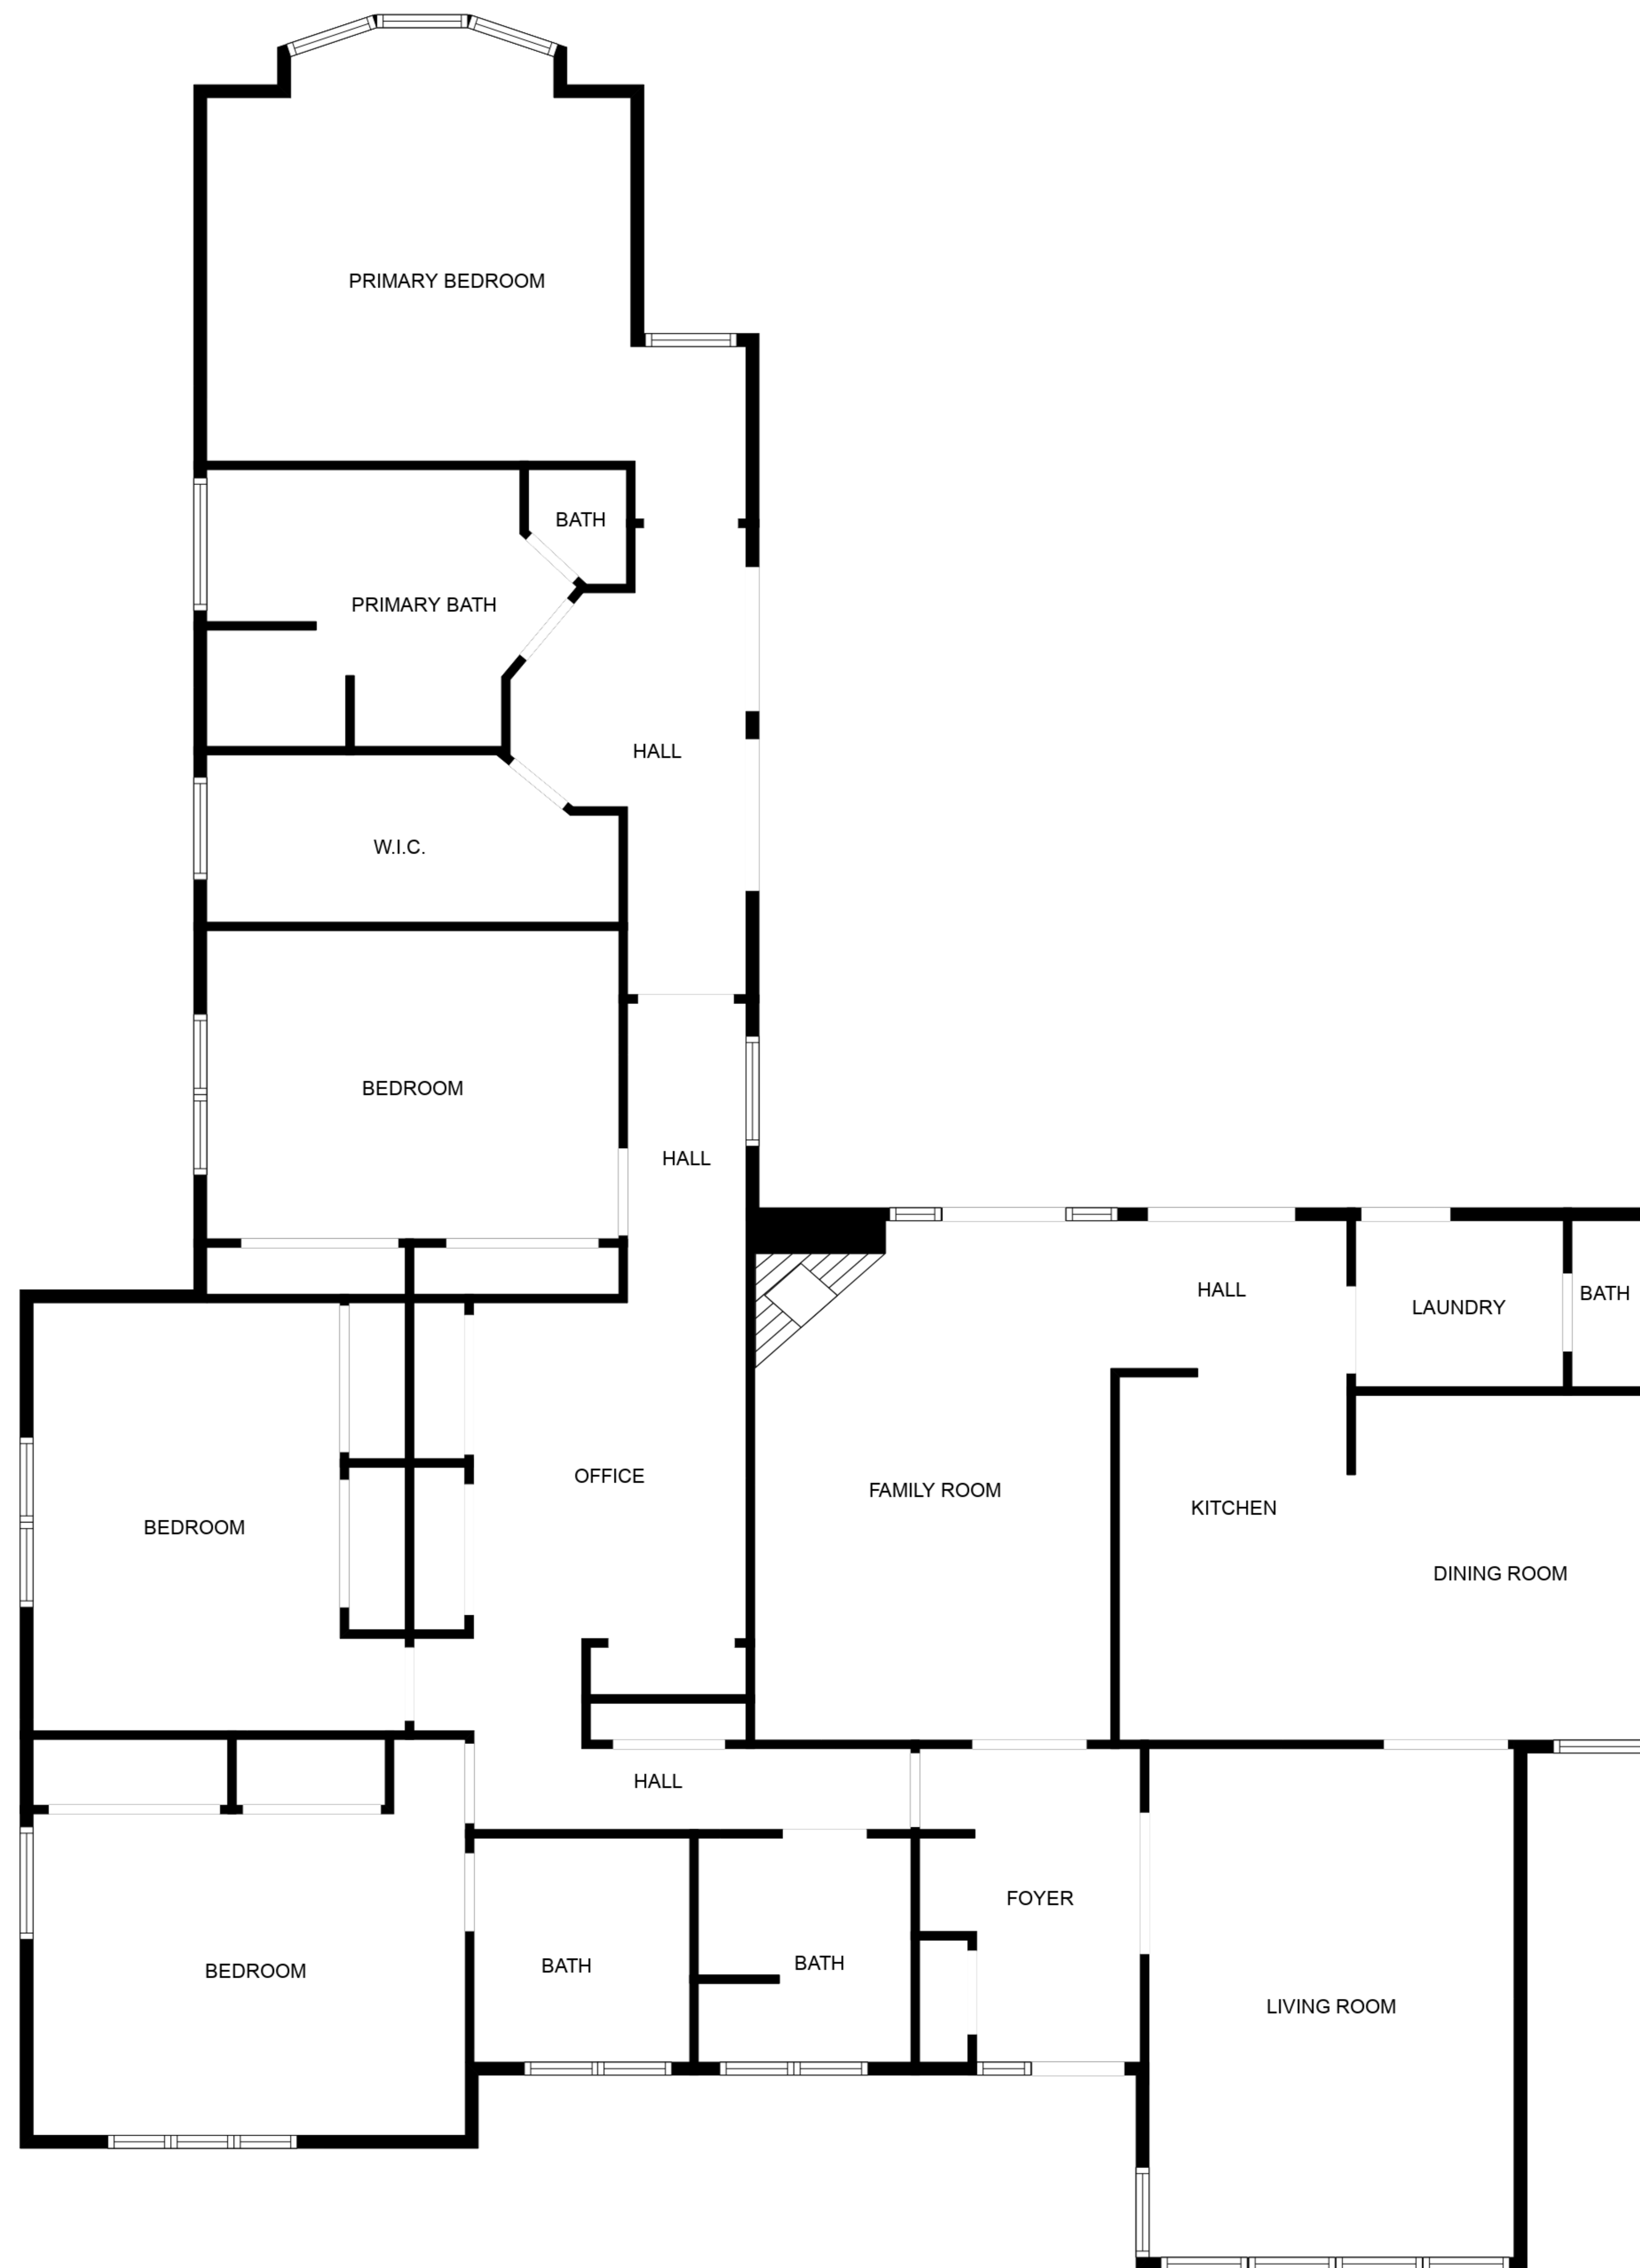 PRIMARY BEDROOM
BATH
PRIMARY BATH
HALL
W.I.C.
BEDROOM
HALL
HALL
BATH
LAUNDRY
OFFICE
FAMILY ROOM
KITCHEN
BEDROOM
DINING ROOM
HALL
FOYER
BATH
BATH
BEDROOM
LIVING ROOM